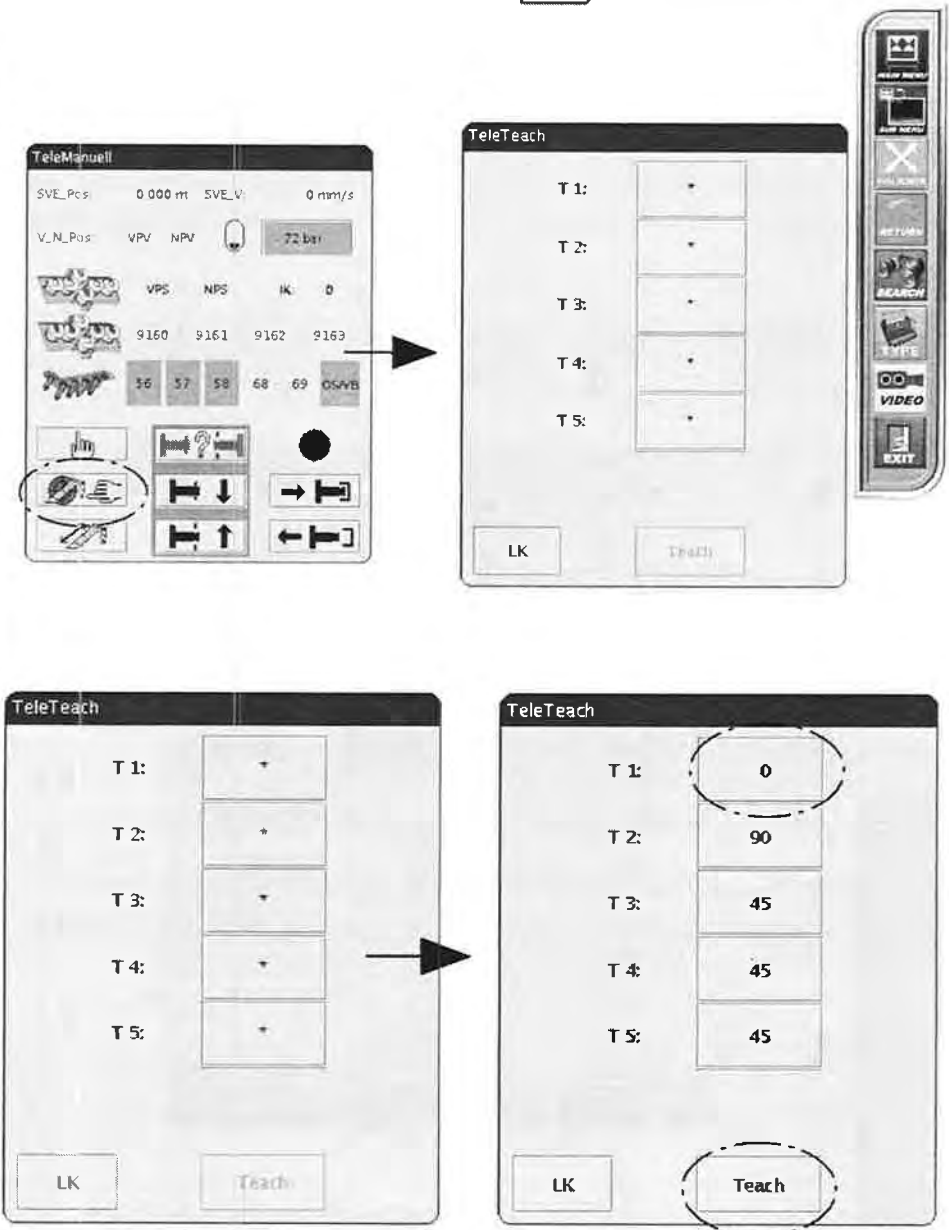 TeleManuell
SVE_Pos: 0.000 m SVE_V: 0 mm/s
V_N_Pos: VPV NPV 72 bar
VPS NPS IK D
9160 9161 9162 9163
56 57 58 68 69 OSA/B
TeleTeach
T 1: *
T 2: *
T 3: *
T 4: *
T 5: *
LK Teach
MAIN MENU
SUB MENU
RETURN
SEARCH
TYPE
VIDEO
EXIT
TeleTeach
T 1: *
T 2: *
T 3: *
T 4: *
T 5: *
LK Teach
TeleTeach
T 1: 0
T 2: 90
T 3: 45
T 4: 45
T 5: 45
LK Teach